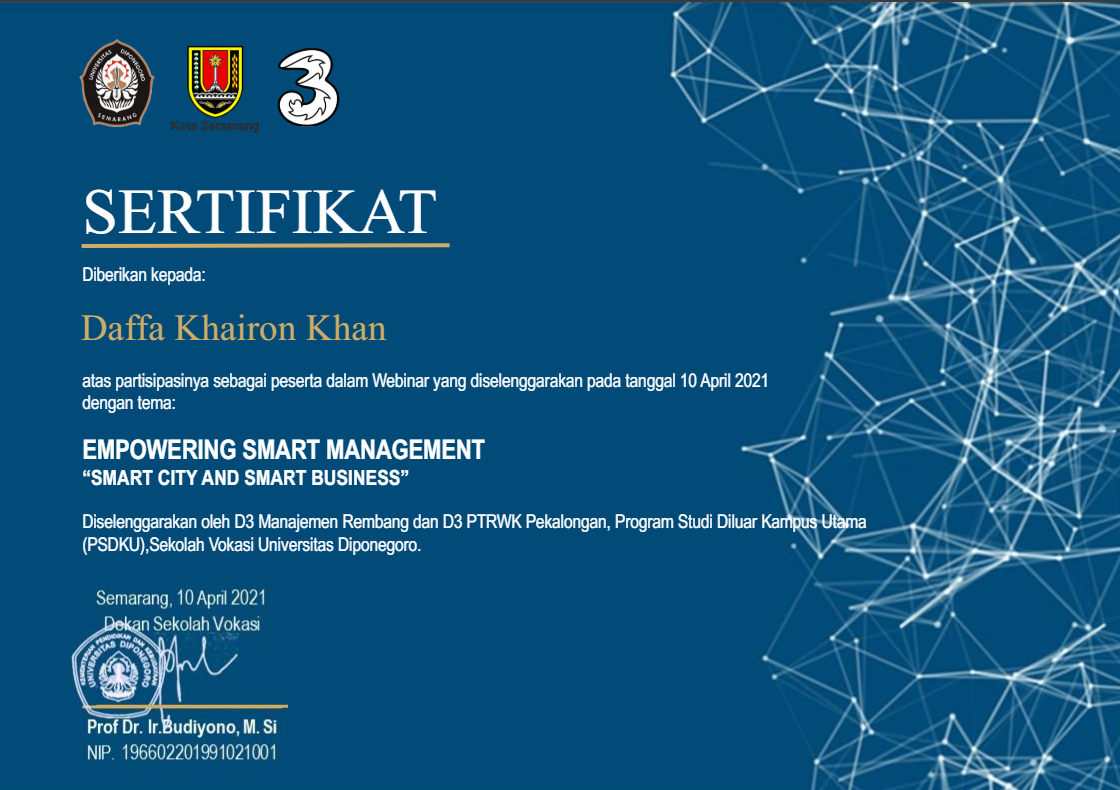 UNIVERSITAS DIPONEGORO
SEMARANG
Kota Semarang
3
SERTIFIKAT
Diberikan kepada:
Daffa Khairon Khan
atas partisipasinya sebagai peserta dalam Webinar yang diselenggarakan pada tanggal 10 April 2021
dengan tema:
EMPOWERING SMART MANAGEMENT
“SMART CITY AND SMART BUSINESS”
Diselenggarakan oleh D3 Manajemen Rembang dan D3 PTRWK Pekalongan, Program Studi Diluar Kampus Utama
(PSDKU),Sekolah Vokasi Universitas Diponegoro.
Semarang, 10 April 2021
Dekan Sekolah Vokasi
KEMENTERIAN PENDIDIKAN DAN KEBUDAYAAN
UNIVERSITAS DIPONEGORO
Prof Dr. Ir.Budiyono, M. Si
NIP. 196602201991021001